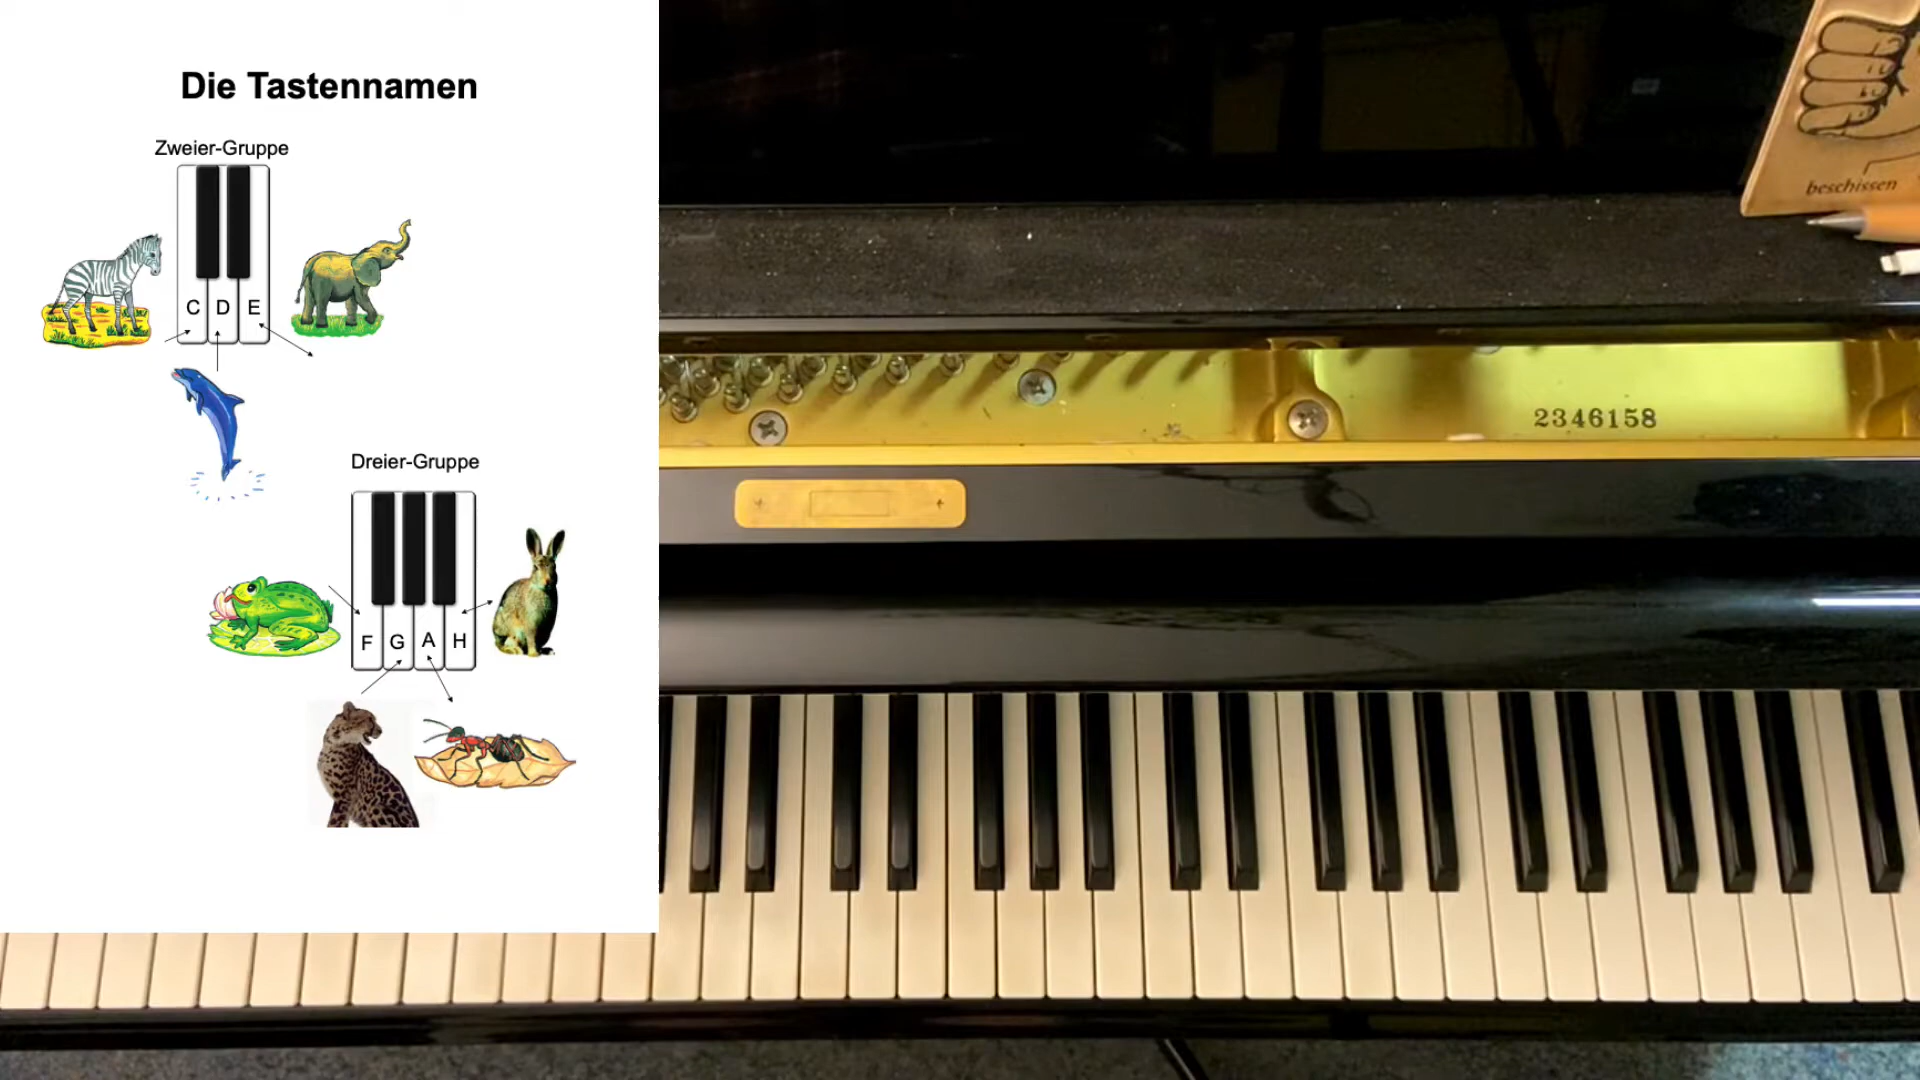 Die Tastennamen
Zweier-Gruppe
C D E
Dreier-Gruppe
F G A H
beschissen
2346158